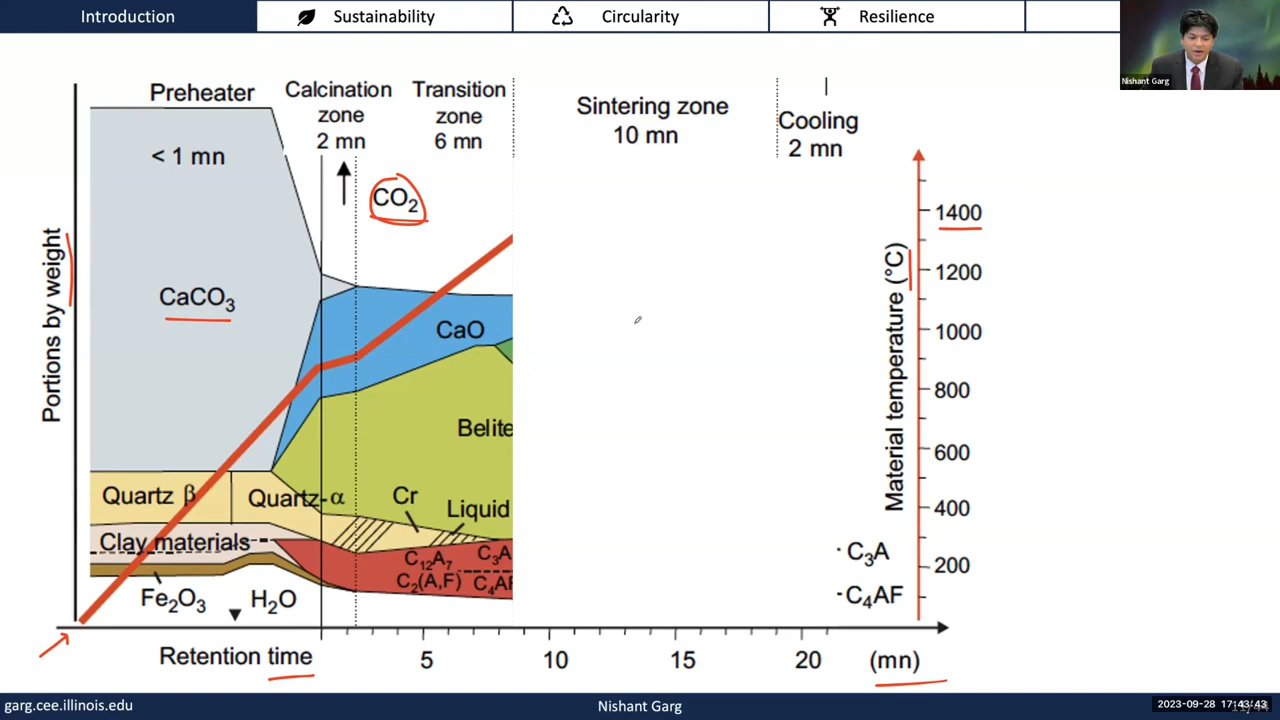 Introduction
Sustainability
Circularity
Resilience
Nishant Garg
Preheater
< 1 mn
Calcination
zone
2 mn
Transition
zone
6 mn
Sintering zone
10 mn
Cooling
2 mn
CO2
1400
1200
1000
800
600
400
200
Material temperature (°C)
Portions by weight
CaCO3
CaO
Belite
Quartz β
Quartz-α
Cr
Liquid
Clay materials
C12A7
C3A
C2(A,F)
C4AF
Fe2O3
H2O
C3A
C4AF
Retention time
5
10
15
20
(mn)
garg.cee.illinois.edu
Nishant Garg
2023-09-28 17:43:43